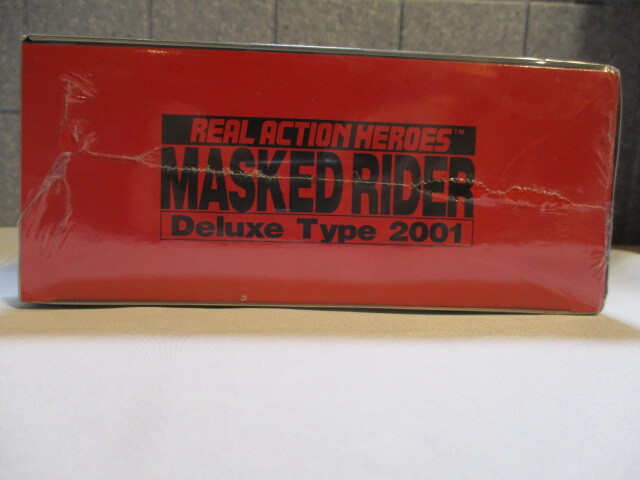 REAL ACTION HEROES™
MASKED RIDER
Deluxe Type 2001